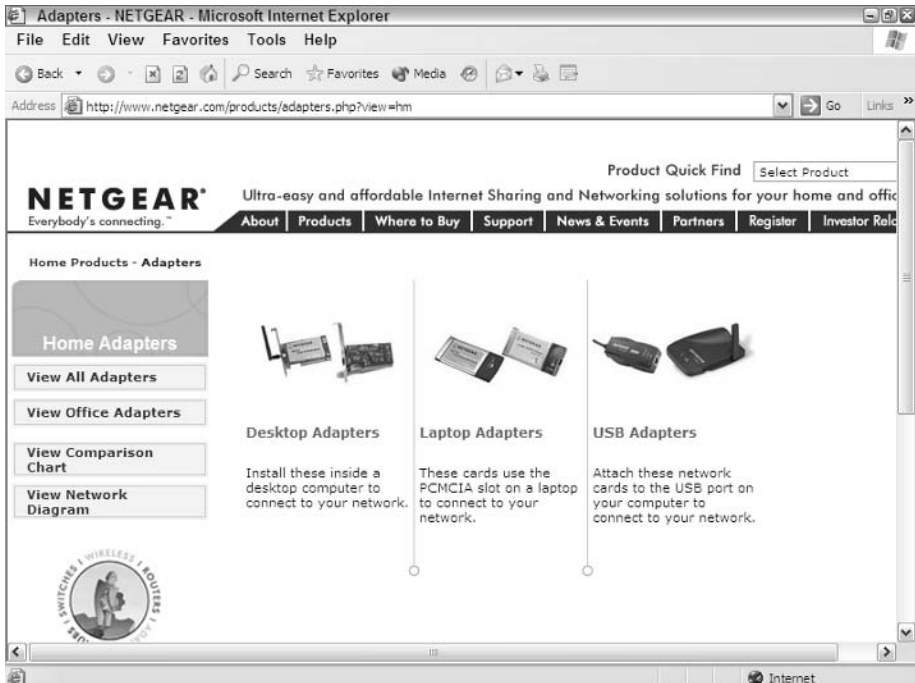 Adapters - NETGEAR - Microsoft Internet Explorer
File Edit View Favorites Tools Help
Back Search Favorites Media
Address http://www.netgear.com/products/adapters.php?view=hm Go Links »
Product Quick Find Select Product
NETGEAR®
Everybody's connecting.™
Ultra-easy and affordable Internet Sharing and Networking solutions for your home and offic
About Products Where to Buy Support News & Events Partners Register Investor Rela
Home Products - Adapters
Home Adapters
View All Adapters
View Office Adapters
View Comparison
Chart
View Network
Diagram
Desktop Adapters
Install these inside a
desktop computer to
connect to your network.
Laptop Adapters
These cards use the
PCMCIA slot on a laptop
to connect to your
network.
USB Adapters
Attach these network
cards to the USB port on
your computer to
connect to your network.
SWITCHES | WIRELESS | ROUTERS
Internet